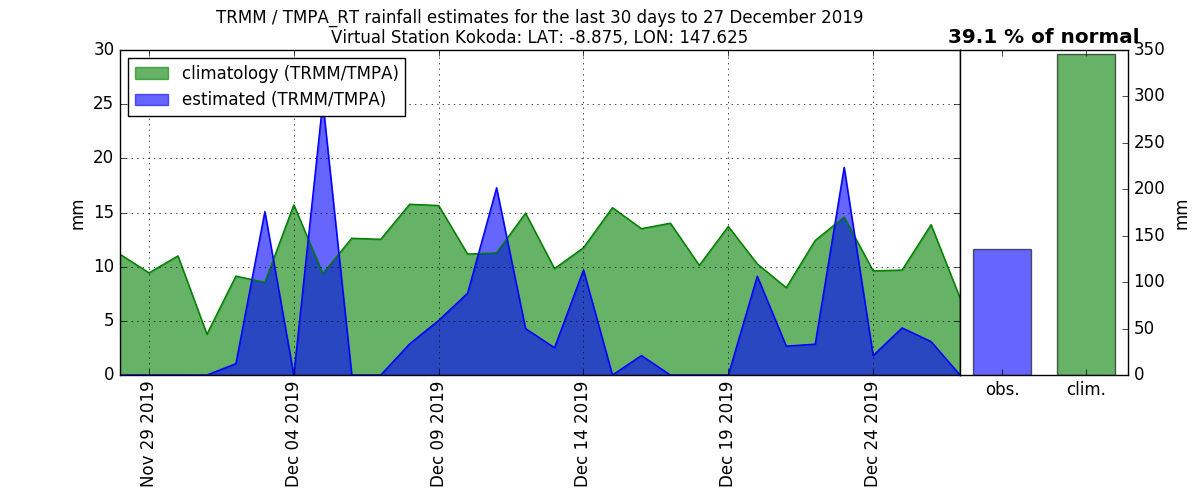 TRMM / TMPA_RT rainfall estimates for the last 30 days to 27 December 2019
Virtual Station Kokoda: LAT: -8.875, LON: 147.625
39.1 % of normal
climatology (TRMM/TMPA)
estimated (TRMM/TMPA)
mm
30
25
20
15
10
5
0
Nov 29 2019
Dec 04 2019
Dec 09 2019
Dec 14 2019
Dec 19 2019
Dec 24 2019
obs.
clim.
350
300
250
200
150
100
50
0
mm